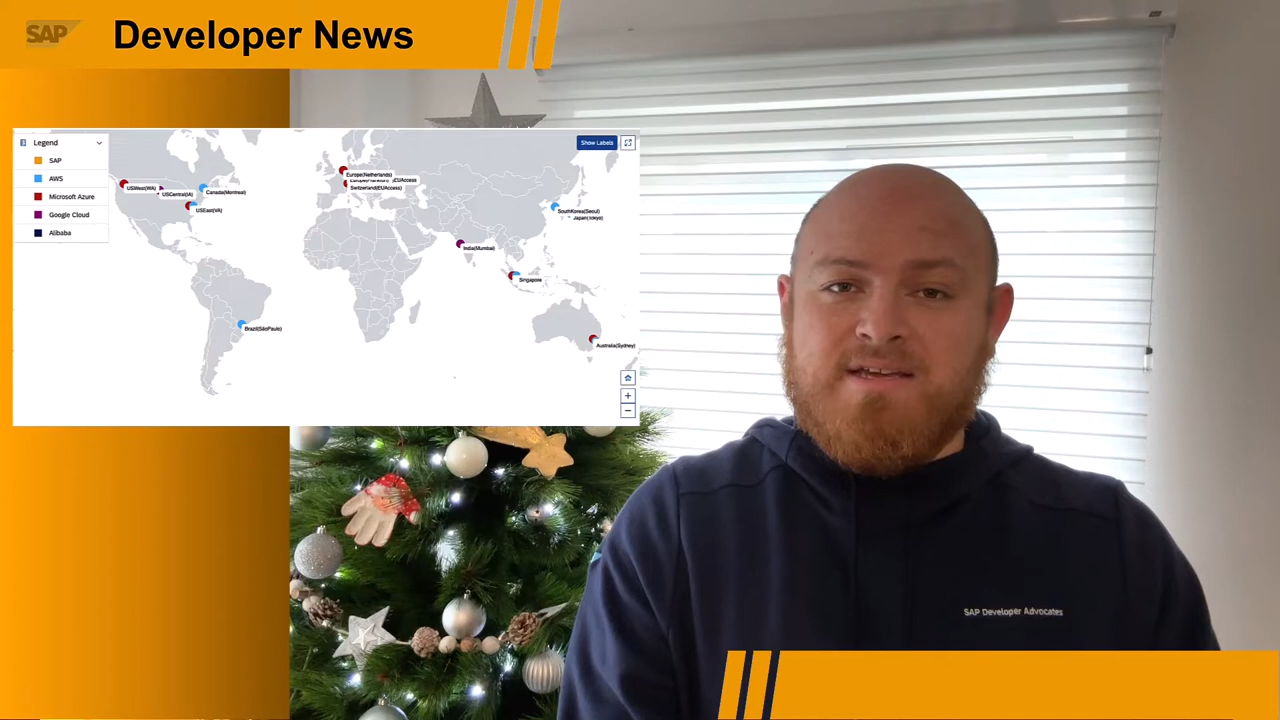 SAP
Developer News
Legend
SAP
AWS
Microsoft Azure
Google Cloud
Alibaba
Show Labels
USWest(WA)
USCentral(IA)
Canada(Montreal)
USEast(VA)
Brazil(SãoPaulo)
Europe(Netherlands)
Switzerland(EUAccess)
India(Mumbai)
Singapore
SouthKorea(Seoul)
Japan(Tokyo)
Australia(Sydney)
SAP Developer Advocates